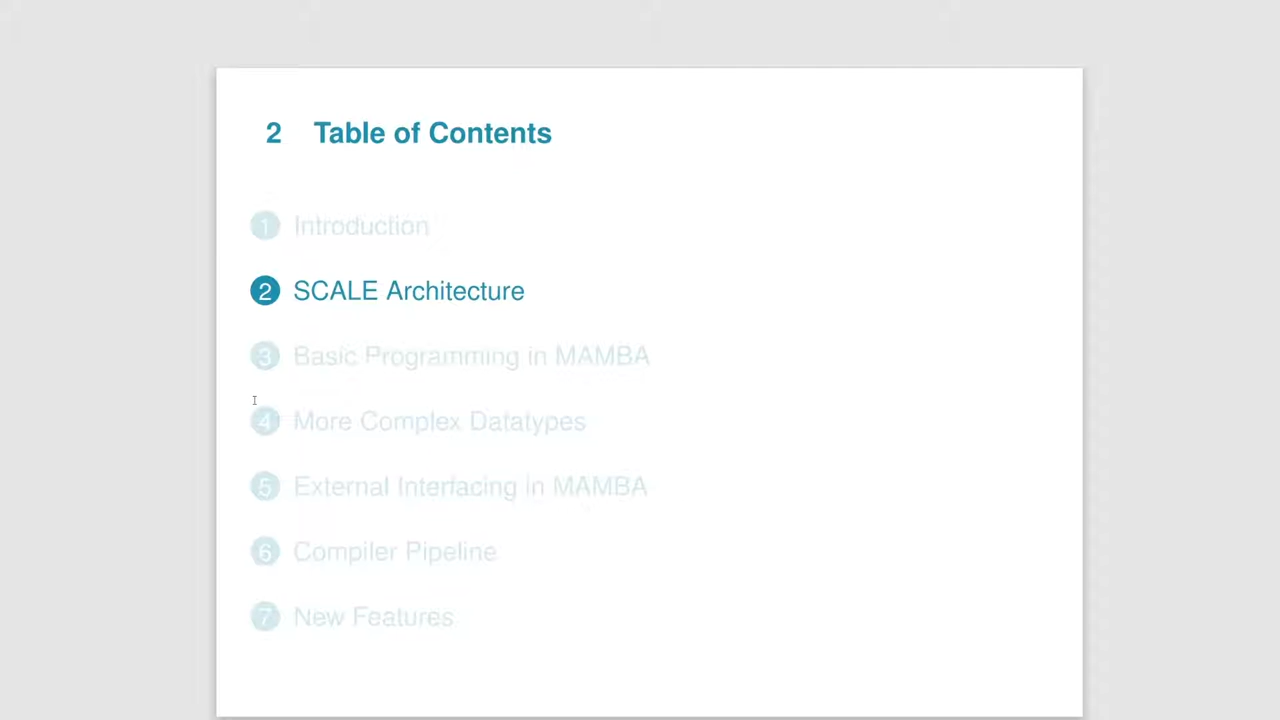 2 Table of Contents
1 Introduction
2 SCALE Architecture
3 Basic Programming in MAMBA
4 More Complex Datatypes
5 External Interfacing in MAMBA
6 Compiler Pipeline
7 New Features